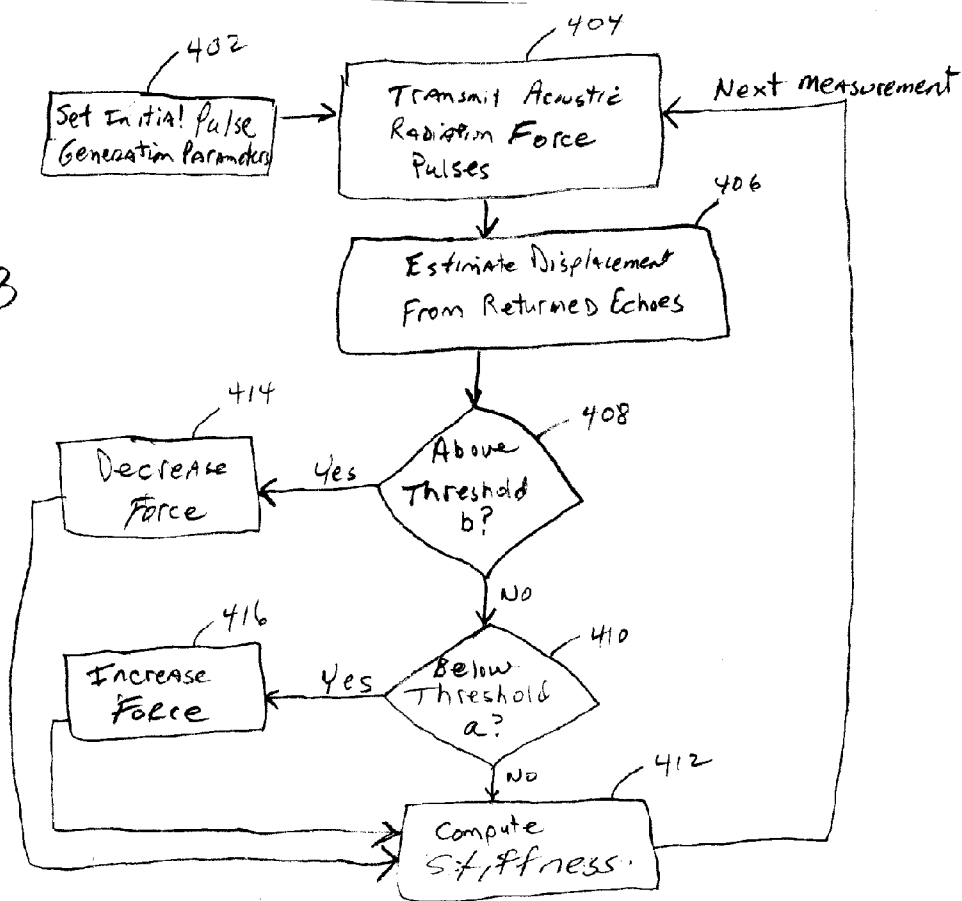 402
Set Initial Pulse
Generation Parameters
404
Transmit Acoustic
Radiation Force
Pulses
Next measurement
406
Estimate Displacement
From Returned Echoes
408
Above
Threshold
b?
Yes
414
Decrease
Force
No
410
Below
Threshold
a?
Yes
416
Increase
Force
No
412
Compute
Stiffness.